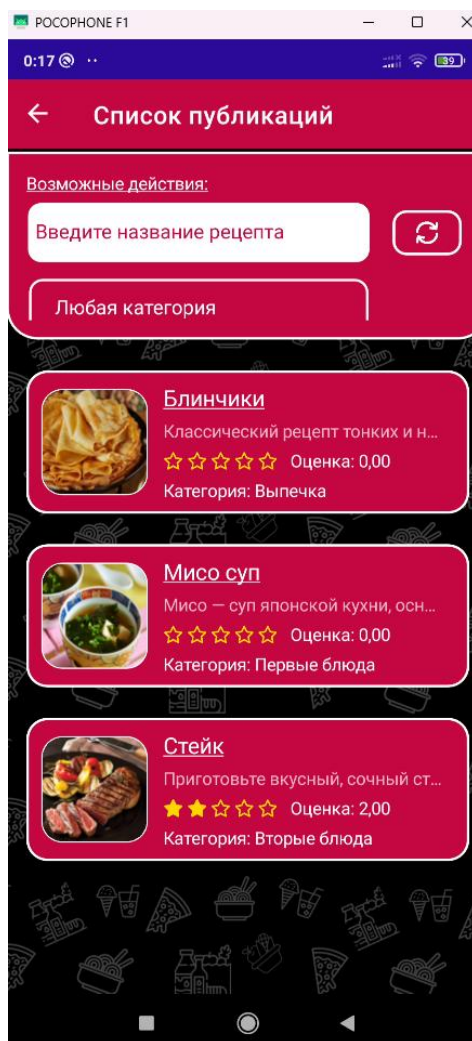 POCOPHONE F1
0:17
39
Список публикаций
Возможные действия:
Введите название рецепта
Любая категория
Блинчики
Классический рецепт тонких и н...
Оценка: 0,00
Категория: Выпечка
Мисо суп
Мисо — суп японской кухни, осн...
Оценка: 0,00
Категория: Первые блюда
Стейк
Приготовьте вкусный, сочный ст...
Оценка: 2,00
Категория: Вторые блюда